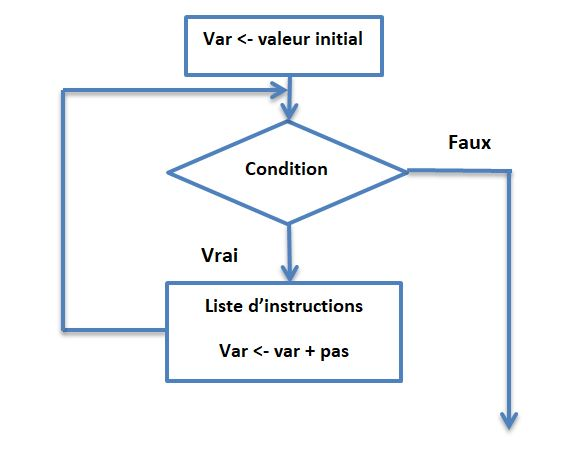 Var <- valeur initial
Condition
Faux
Vrai
Liste d’instructions
Var <- var + pas